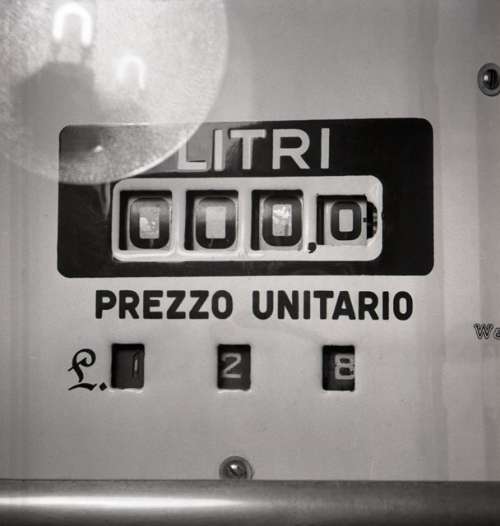 LITRI
000,0
PREZZO UNITARIO
£. 1 2 8